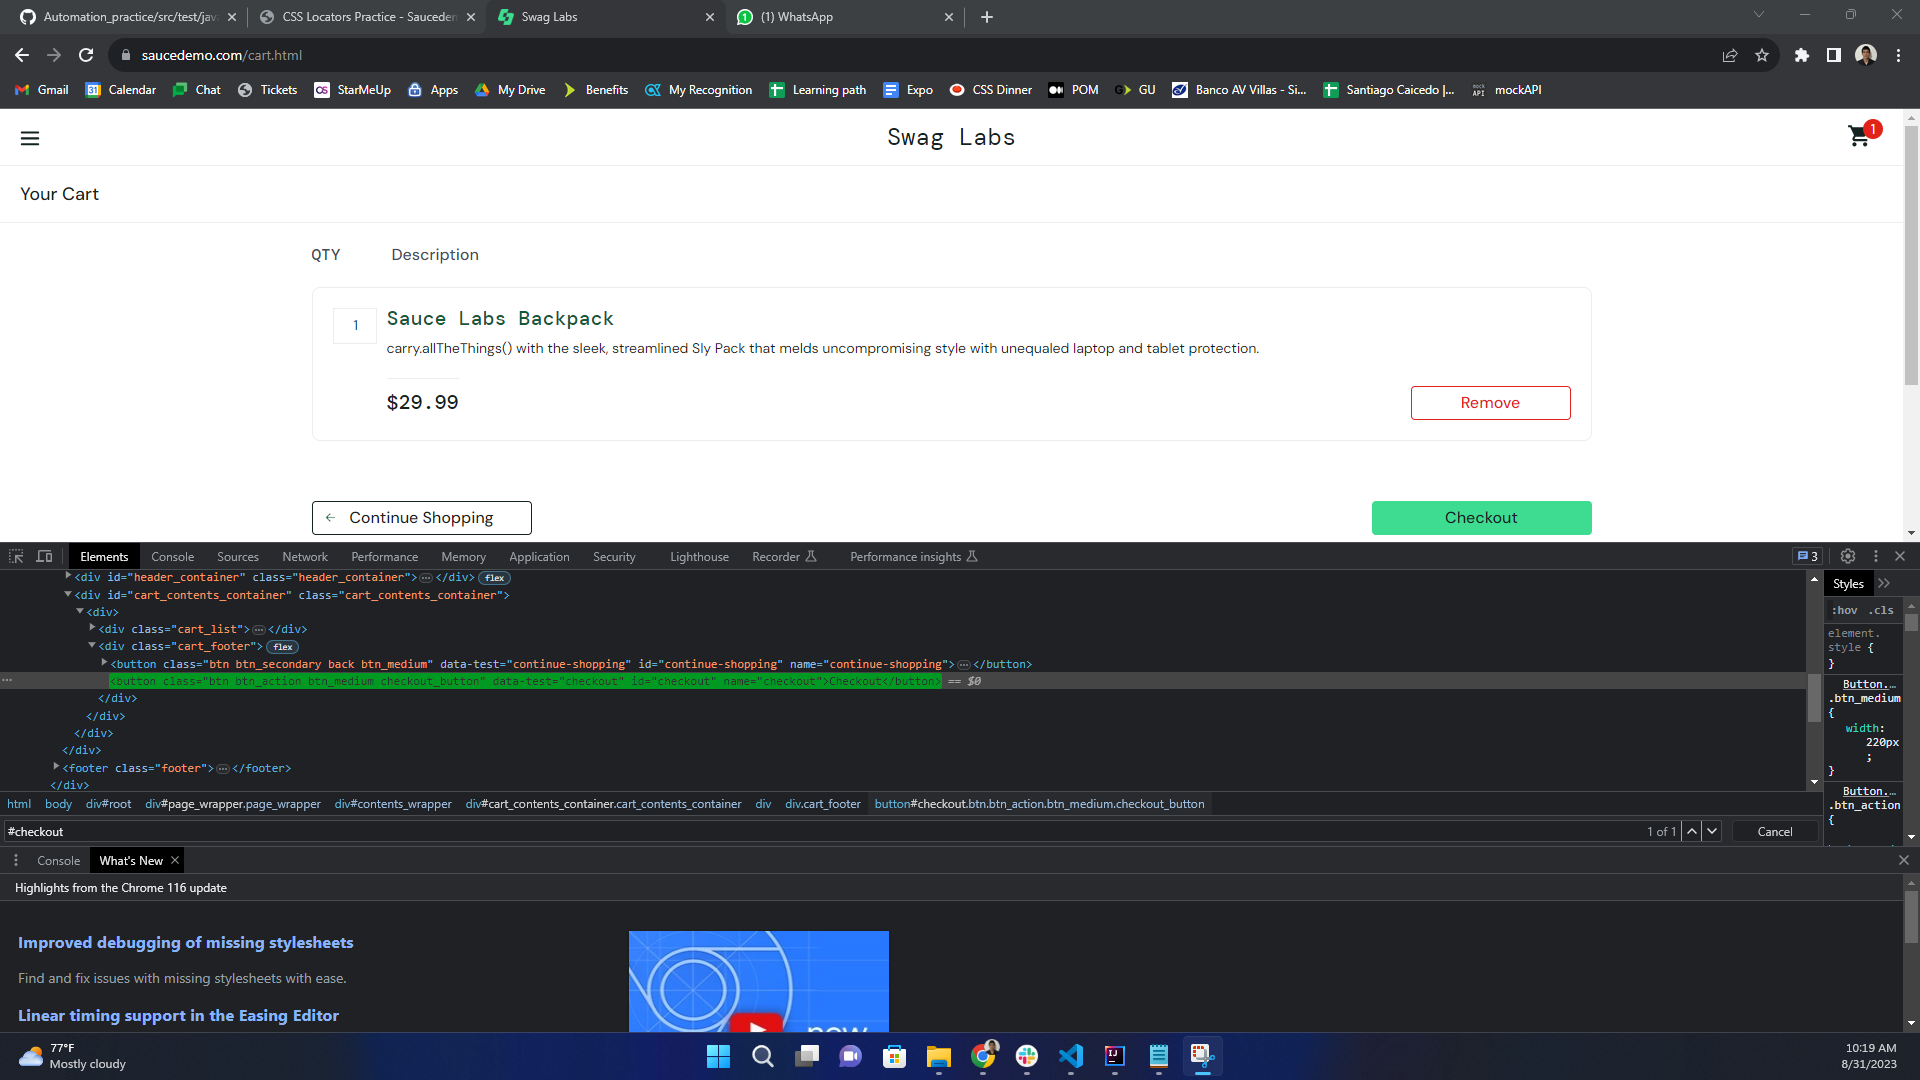 Automation_practice/src/test/java
CSS Locators Practice - Saucedem
Swag Labs
(1) WhatsApp
saucedemo.com/cart.html
Gmail
Calendar
Chat
Tickets
StarMeUp
Apps
My Drive
Benefits
My Recognition
Learning path
Expo
CSS Dinner
POM
GU
Banco AV Villas - Si...
Santiago Caicedo |...
mockAPI
Swag Labs
1
Your Cart
QTY Description
1
Sauce Labs Backpack
carry.allTheThings() with the sleek, streamlined Sly Pack that melds uncompromising style with unequaled laptop and tablet protection.
$29.99
Remove
Continue Shopping
Checkout
Elements Console Sources Network Performance Memory Application Security Lighthouse Recorder Performance insights 3
<div id="header_container" class="header_container">…</div> flex
<div id="cart_contents_container" class="cart_contents_container">
<div>
<div class="cart_list">…</div>
<div class="cart_footer"> flex
<button class="btn btn_secondary back btn_medium" data-test="continue-shopping" id="continue-shopping" name="continue-shopping">…</button>
<button class="btn btn_action btn_medium checkout_button" data-test="checkout" id="checkout" name="checkout">Checkout</button> == $0
</div>
</div>
</div>
</div>
<footer class="footer">…</footer>
</div>
html body div#root div#page_wrapper.page_wrapper div#contents_wrapper div#cart_contents_container.cart_contents_container div div.cart_footer button#checkout.btn.btn_action.btn_medium.checkout_button
#checkout
1 of 1
Cancel
Styles
:hov .cls
element.
style {
}
Button.…
.btn_medium
{
width:
220px
;
}
Button.…
.btn_action
{
Console What's New
Highlights from the Chrome 116 update
Improved debugging of missing stylesheets
Find and fix issues with missing stylesheets with ease.
Linear timing support in the Easing Editor
new
77°F
Mostly cloudy
10:19 AM
8/31/2023